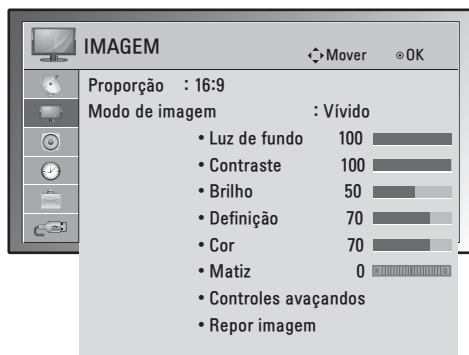 IMAGEM
Mover
OK
Proporção : 16:9
Modo de imagem : Vívido
• Luz de fundo 100
• Contraste 100
• Brilho 50
• Definição 70
• Cor 70
• Matiz 0 R G
• Controles avaçandos
• Repor imagem